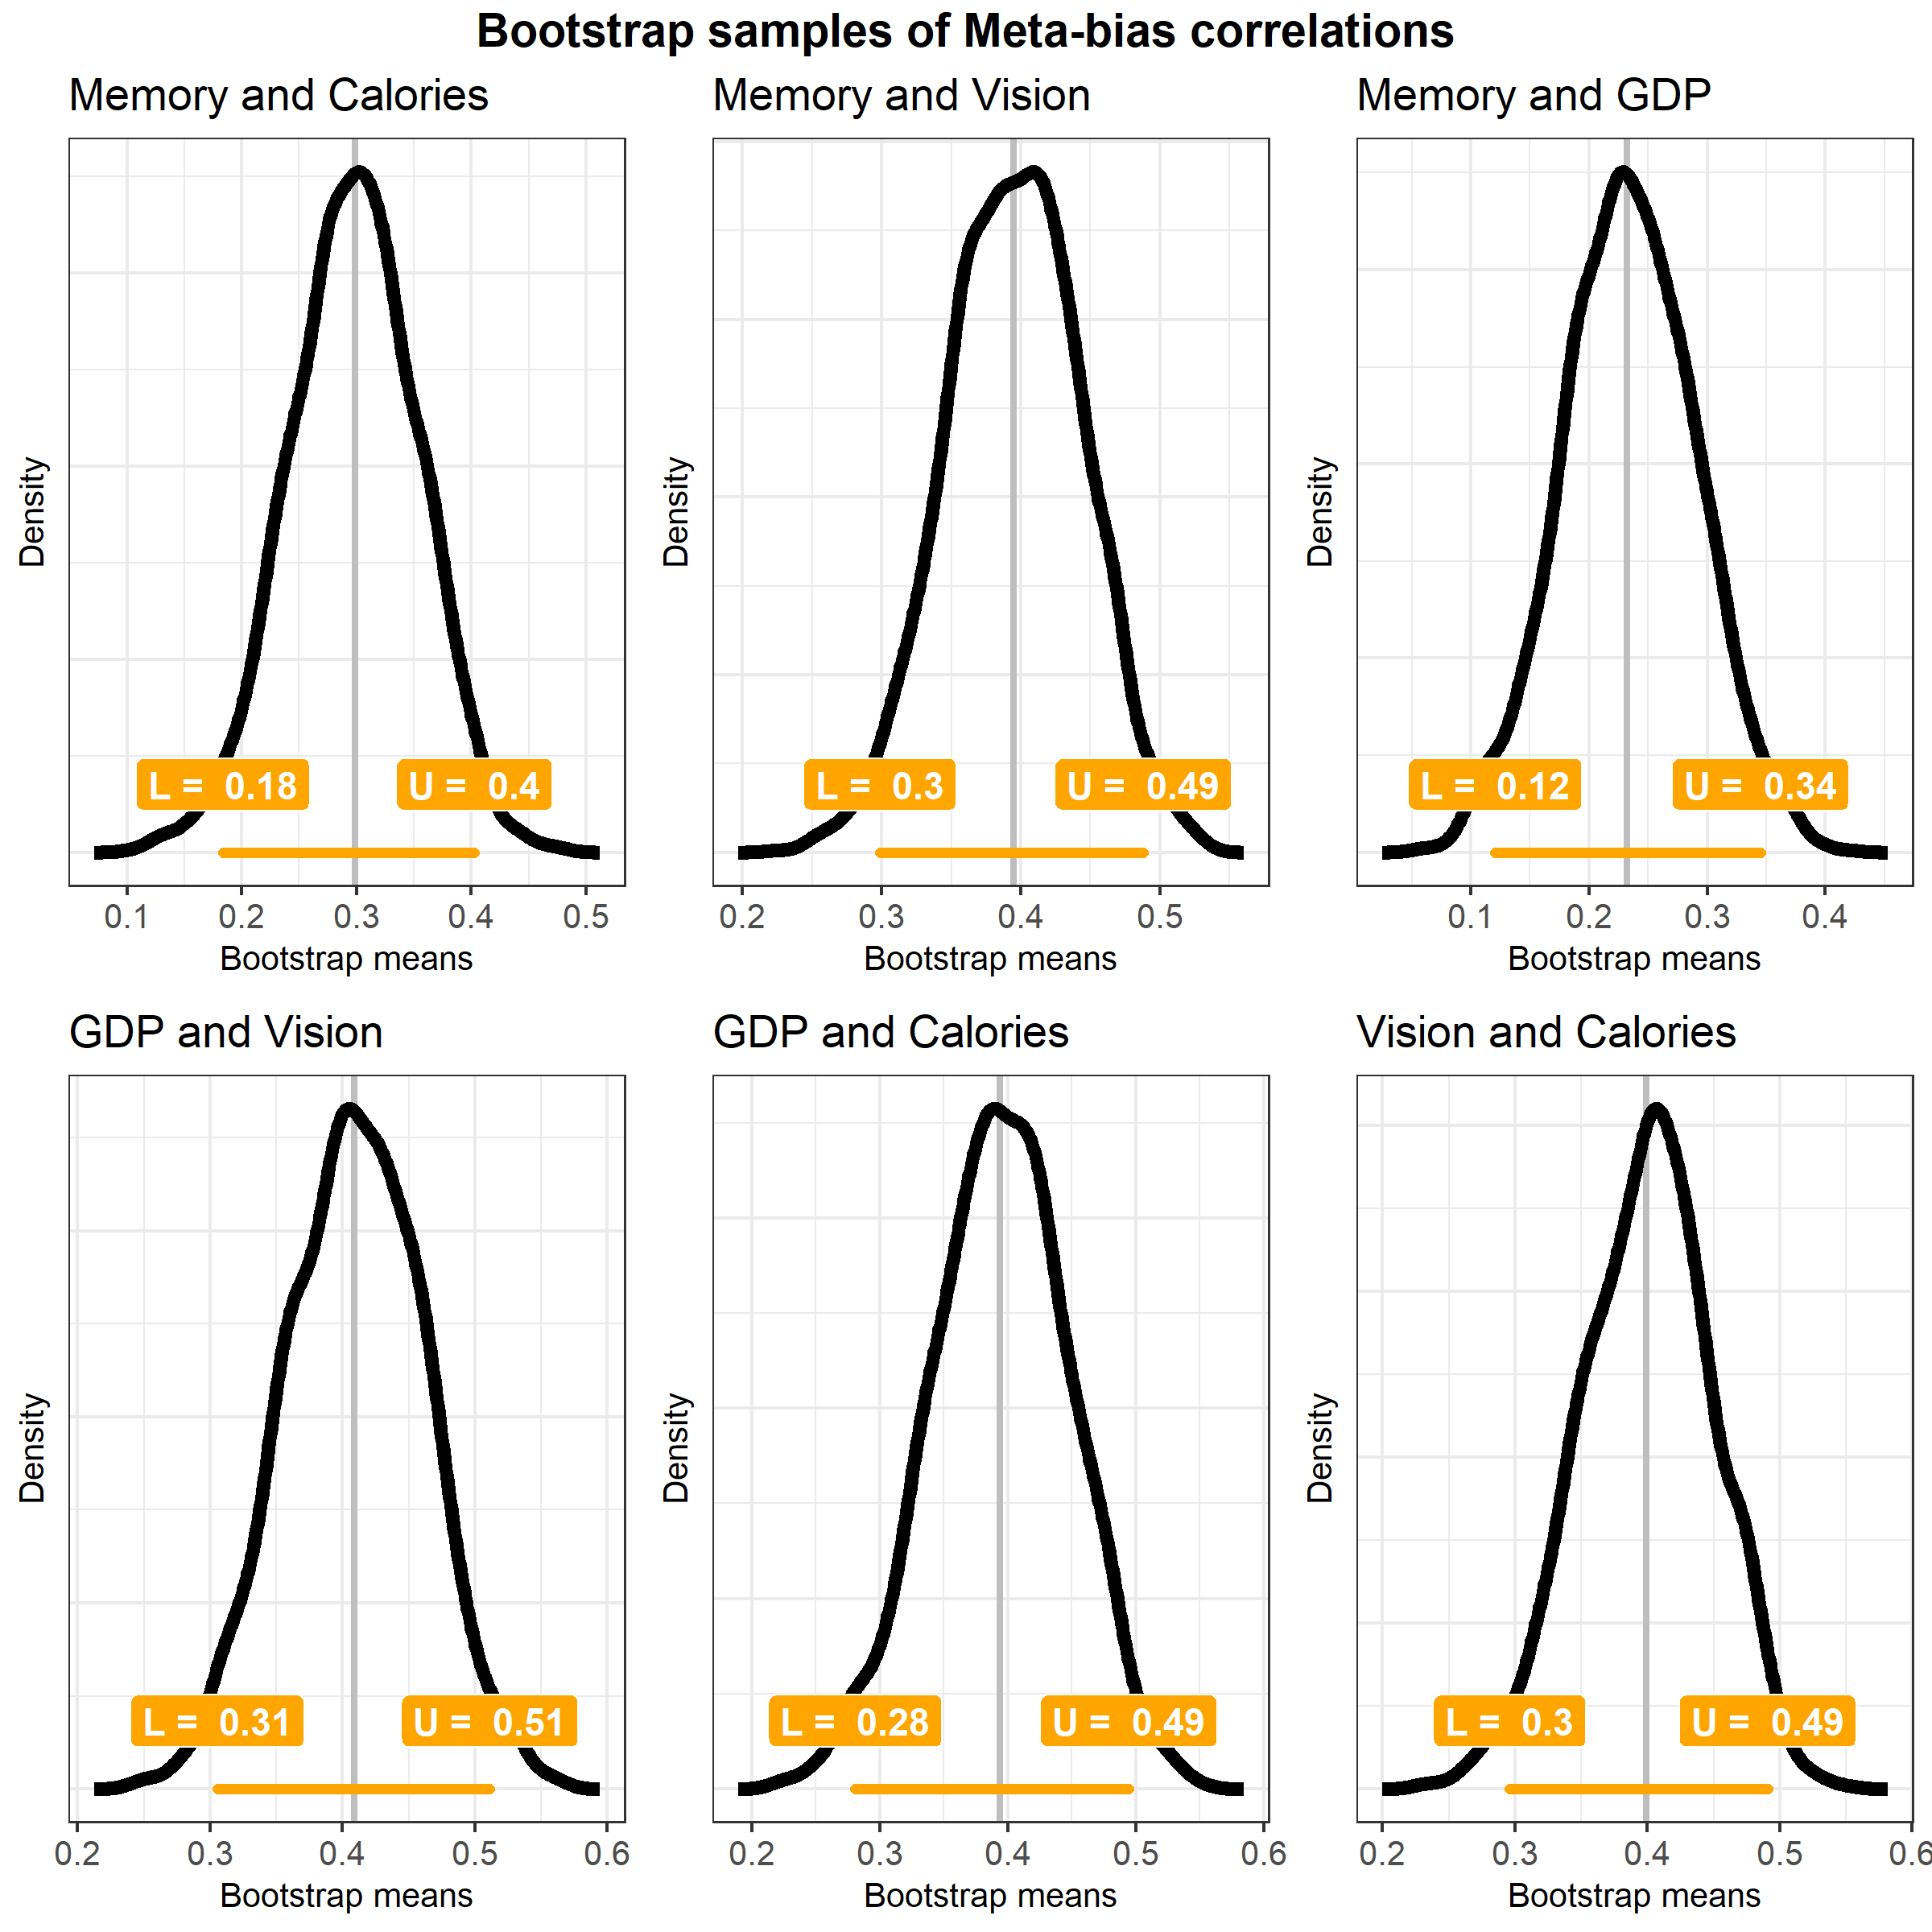 Bootstrap samples of Meta-bias correlations
Memory and Calories
Density
L = 0.18
U = 0.4
0.1 0.2 0.3 0.4 0.5
Bootstrap means
Memory and Vision
Density
L = 0.3
U = 0.49
0.2 0.3 0.4 0.5
Bootstrap means
Memory and GDP
Density
L = 0.12
U = 0.34
0.1 0.2 0.3 0.4
Bootstrap means
GDP and Vision
Density
L = 0.31
U = 0.51
0.2 0.3 0.4 0.5 0.6
Bootstrap means
GDP and Calories
Density
L = 0.28
U = 0.49
0.2 0.3 0.4 0.5 0.6
Bootstrap means
Vision and Calories
Density
L = 0.3
U = 0.49
0.2 0.3 0.4 0.5 0.6
Bootstrap means